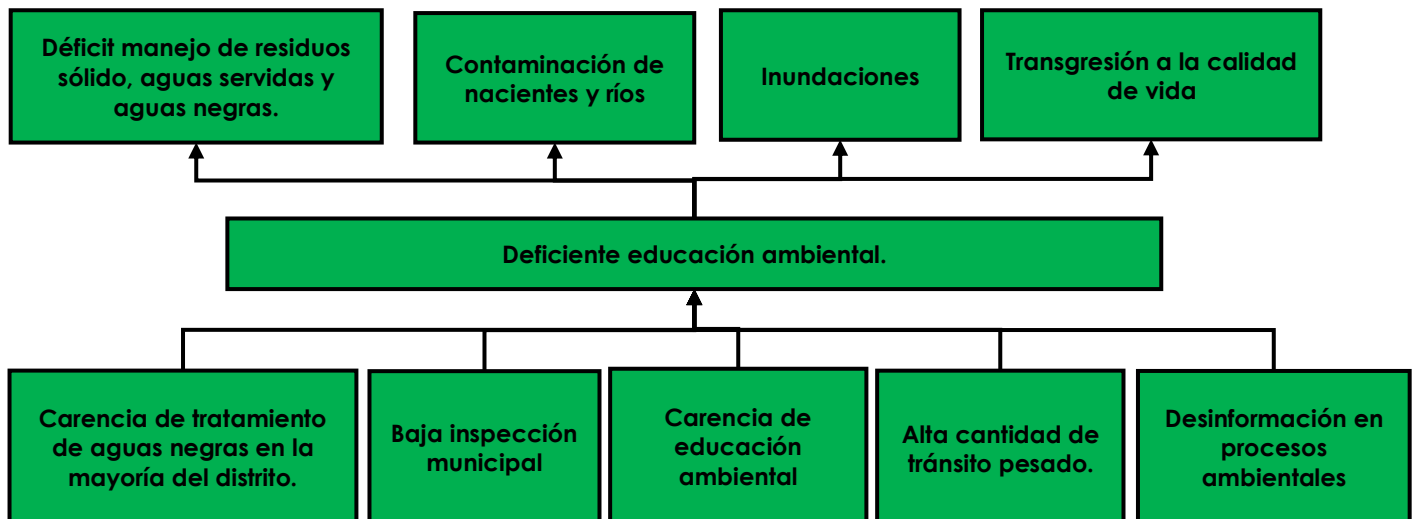 Déficit manejo de residuos
sólido, aguas servidas y
aguas negras.
Contaminación de
nacientes y ríos
Inundaciones
Transgresión a la calidad
de vida
Deficiente educación ambiental.
Carencia de tratamiento
de aguas negras en la
mayoría del distrito.
Baja inspección
municipal
Carencia de
educación
ambiental
Alta cantidad de
tránsito pesado.
Desinformación en
procesos
ambientales